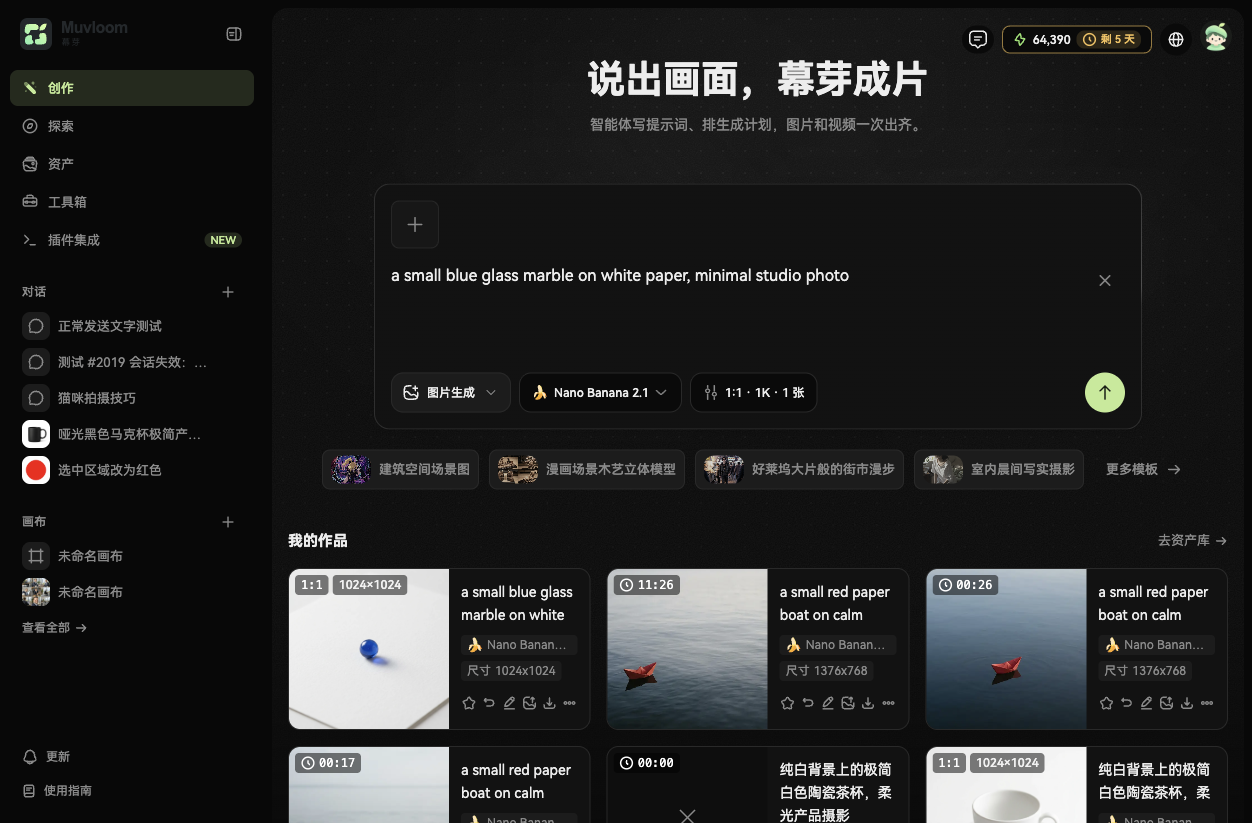 Muvloom
幕芽
创作
探索
资产
工具箱
插件集成
NEW
对话
正常发送文字测试
测试 #2019 会话失效：…
猫咪拍摄技巧
哑光黑色马克杯极简产…
选中区域改为红色
画布
未命名画布
未命名画布
查看全部
更新
使用指南
64,390
剩 5 天
说出画面，幕芽成片
智能体写提示词、排生成计划，图片和视频一次出齐。
a small blue glass marble on white paper, minimal studio photo
图片生成
Nano Banana 2.1
1:1 · 1K · 1 张
建筑空间场景图
漫画场景木艺立体模型
好莱坞大片般的街市漫步
室内晨间写实摄影
更多模板
我的作品
去资产库
1:1
1024×1024
a small blue glass
marble on white
Nano Banan…
尺寸 1024x1024
11:26
a small red paper
boat on calm
Nano Banan…
尺寸 1376x768
00:26
a small red paper
boat on calm
Nano Banan…
尺寸 1376x768
00:17
a small red paper
boat on calm
Nano Banan…
00:00
纯白背景上的极简
白色陶瓷茶杯，柔
光产品摄影
1:1
1024×1024
纯白背景上的极简
白色陶瓷茶杯，柔
Nano Banan…